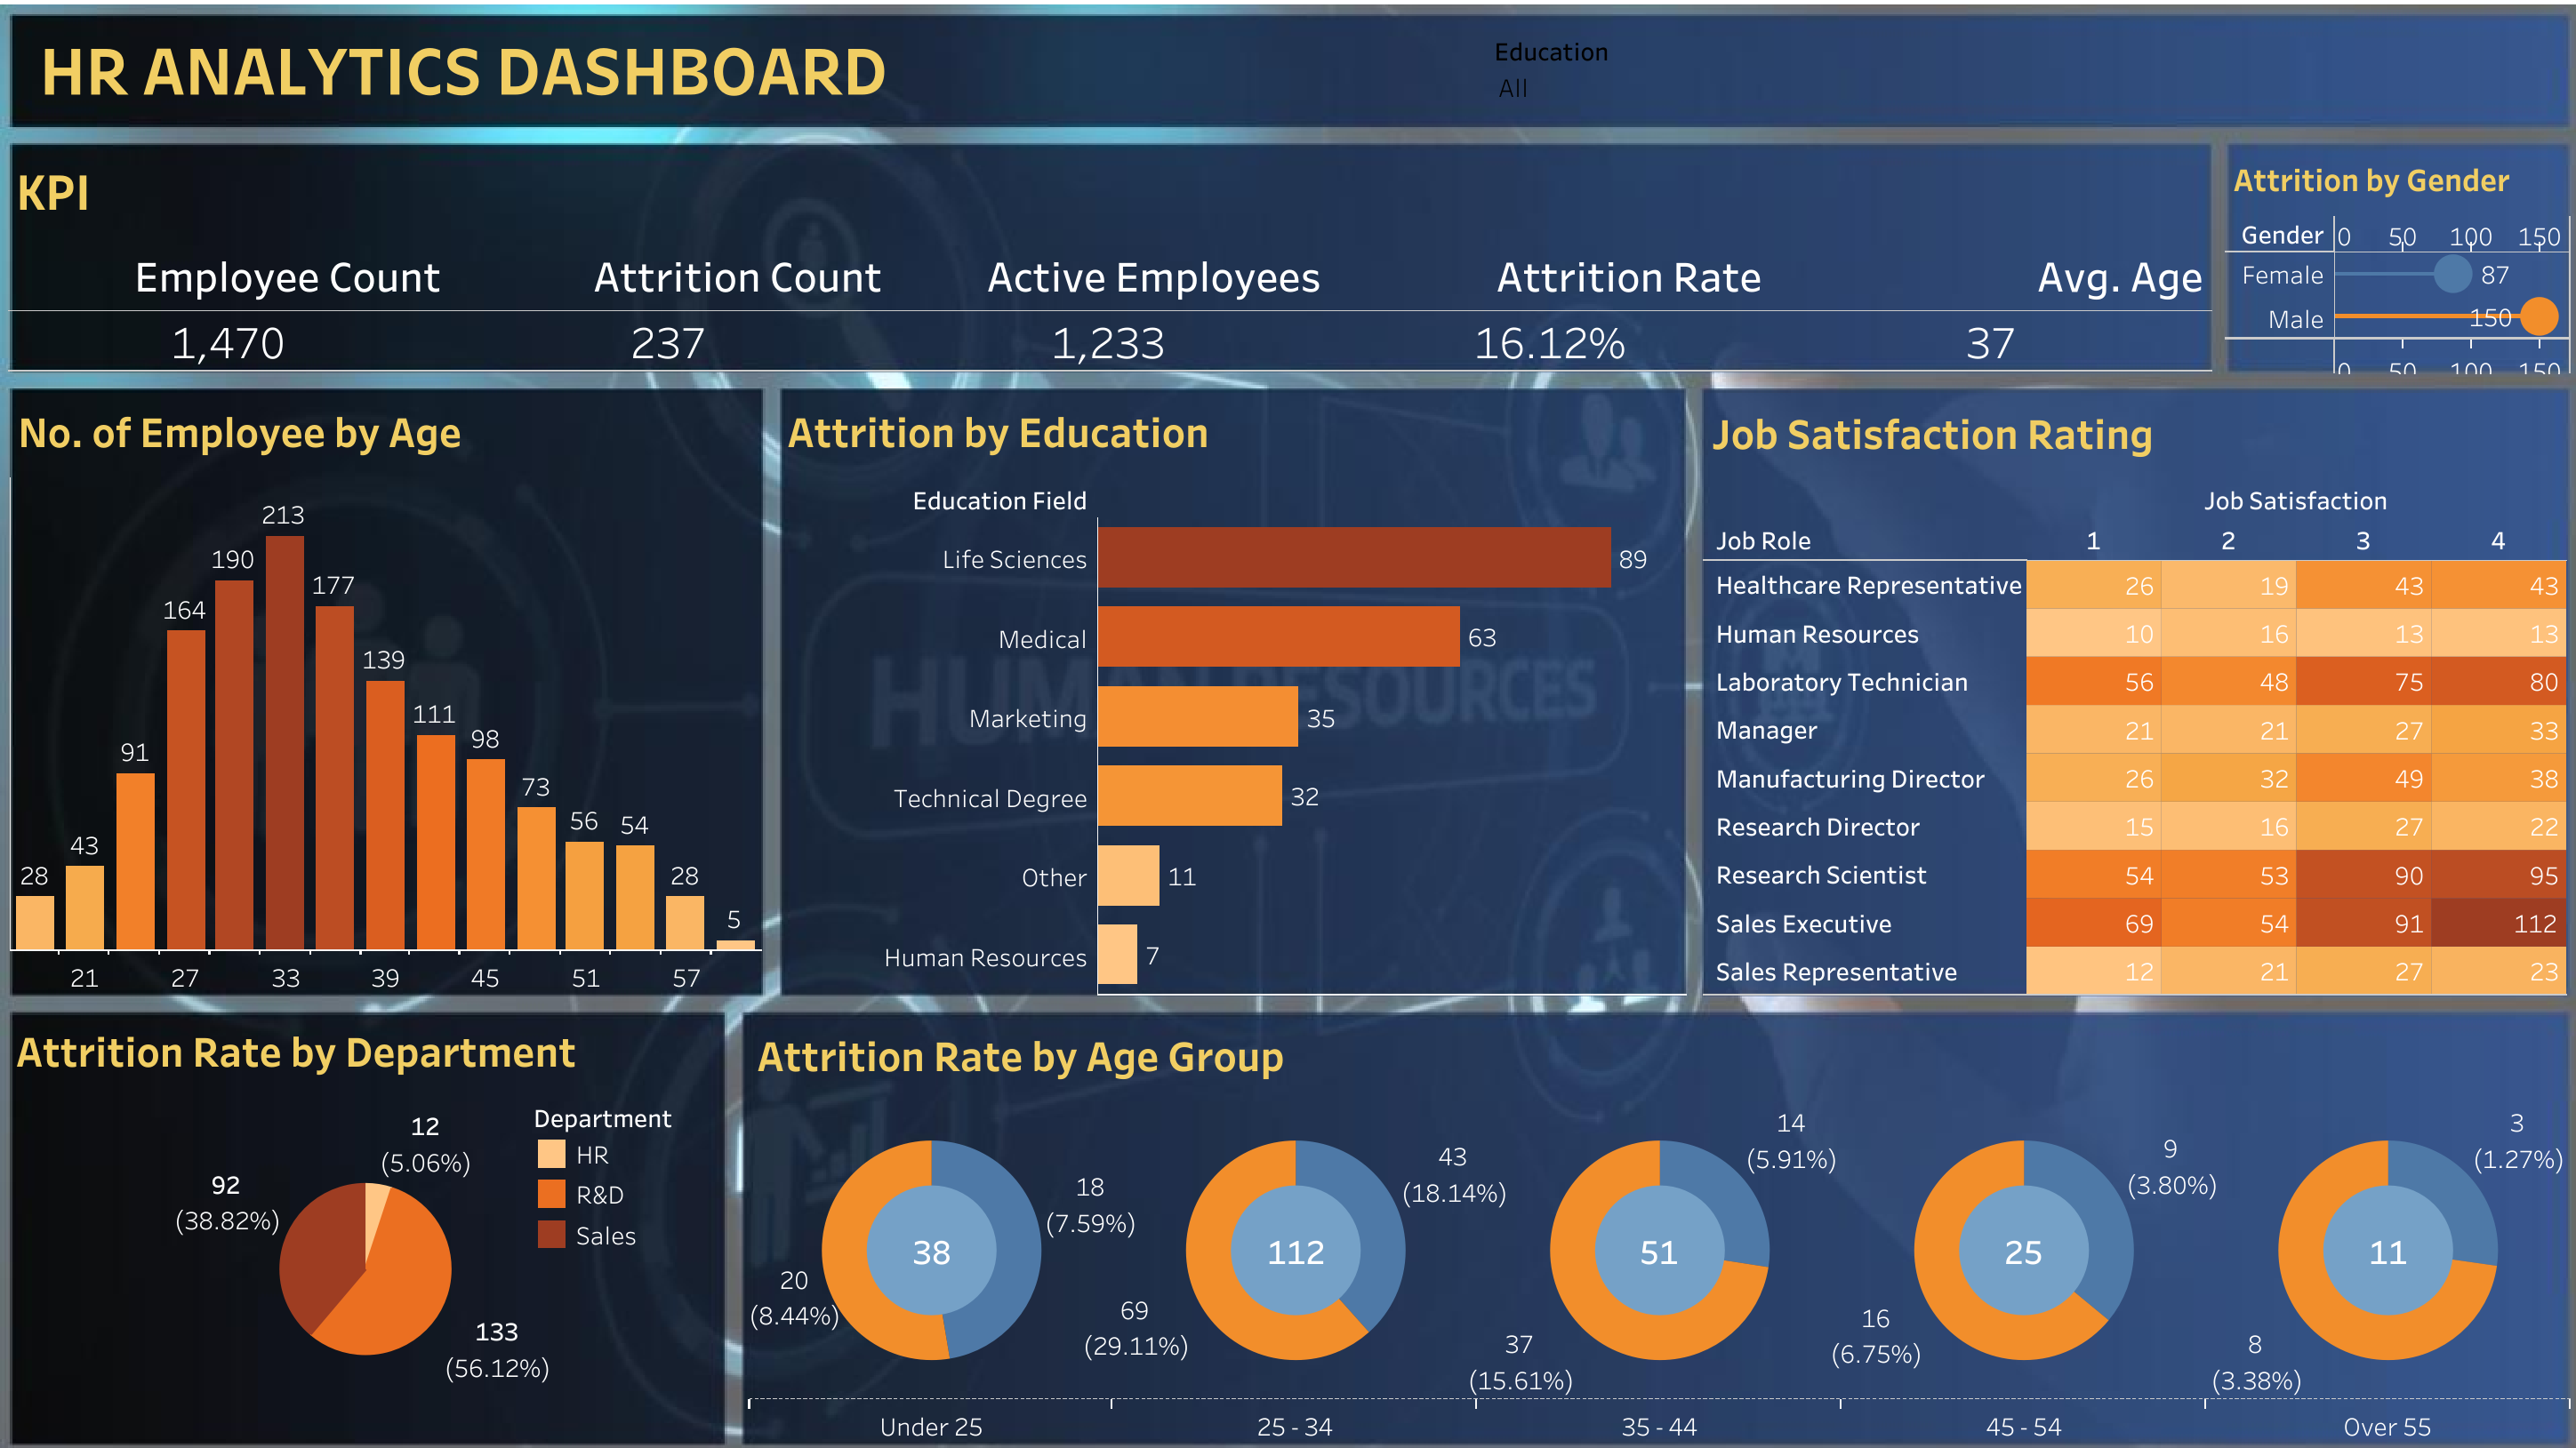 HR ANALYTICS DASHBOARD
Education
All
KPI
Employee Count Attrition Count Active Employees Attrition Rate Avg. Age
1,470 237 1,233 16.12% 37
Attrition by Gender
Gender 0 50 100 150
Female 87
Male 150
0 50 100 150
No. of Employee by Age
28 43 91 164 190 213 177 139 111 98 73 56 54 28 5
21 27 33 39 45 51 57
Attrition by Education
Education Field
Life Sciences 89
Medical 63
Marketing 35
Technical Degree 32
Other 11
Human Resources 7
HUMAN RESOURCES
Job Satisfaction Rating
Job Satisfaction
Job Role 1 2 3 4
Healthcare Representative 26 19 43 43
Human Resources 10 16 13 13
Laboratory Technician 56 48 75 80
Manager 21 21 27 33
Manufacturing Director 26 32 49 38
Research Director 15 16 27 22
Research Scientist 54 53 90 95
Sales Executive 69 54 91 112
Sales Representative 12 21 27 23
Attrition Rate by Department
12
(5.06%)
92
(38.82%)
133
(56.12%)
Department
HR
R&D
Sales
Attrition Rate by Age Group
18
(7.59%)
38
20
(8.44%)
43
(18.14%)
112
69
(29.11%)
14
(5.91%)
51
37
(15.61%)
9
(3.80%)
25
16
(6.75%)
3
(1.27%)
11
8
(3.38%)
Under 25 25 - 34 35 - 44 45 - 54 Over 55